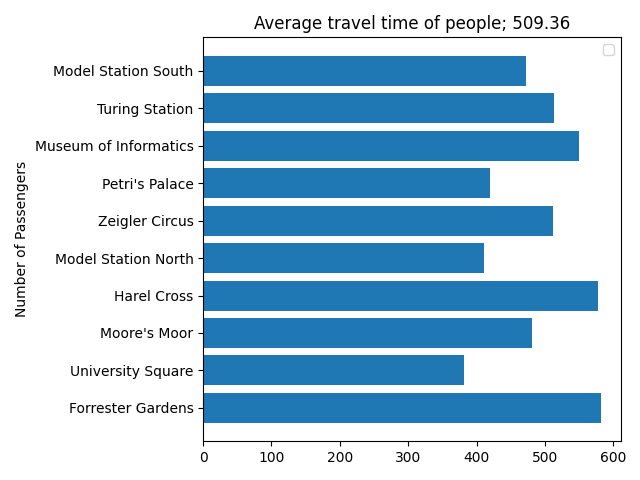 Average travel time of people; 509.36
Number of Passengers
Model Station South
Turing Station
Museum of Informatics
Petri's Palace
Zeigler Circus
Model Station North
Harel Cross
Moore's Moor
University Square
Forrester Gardens
0 100 200 300 400 500 600